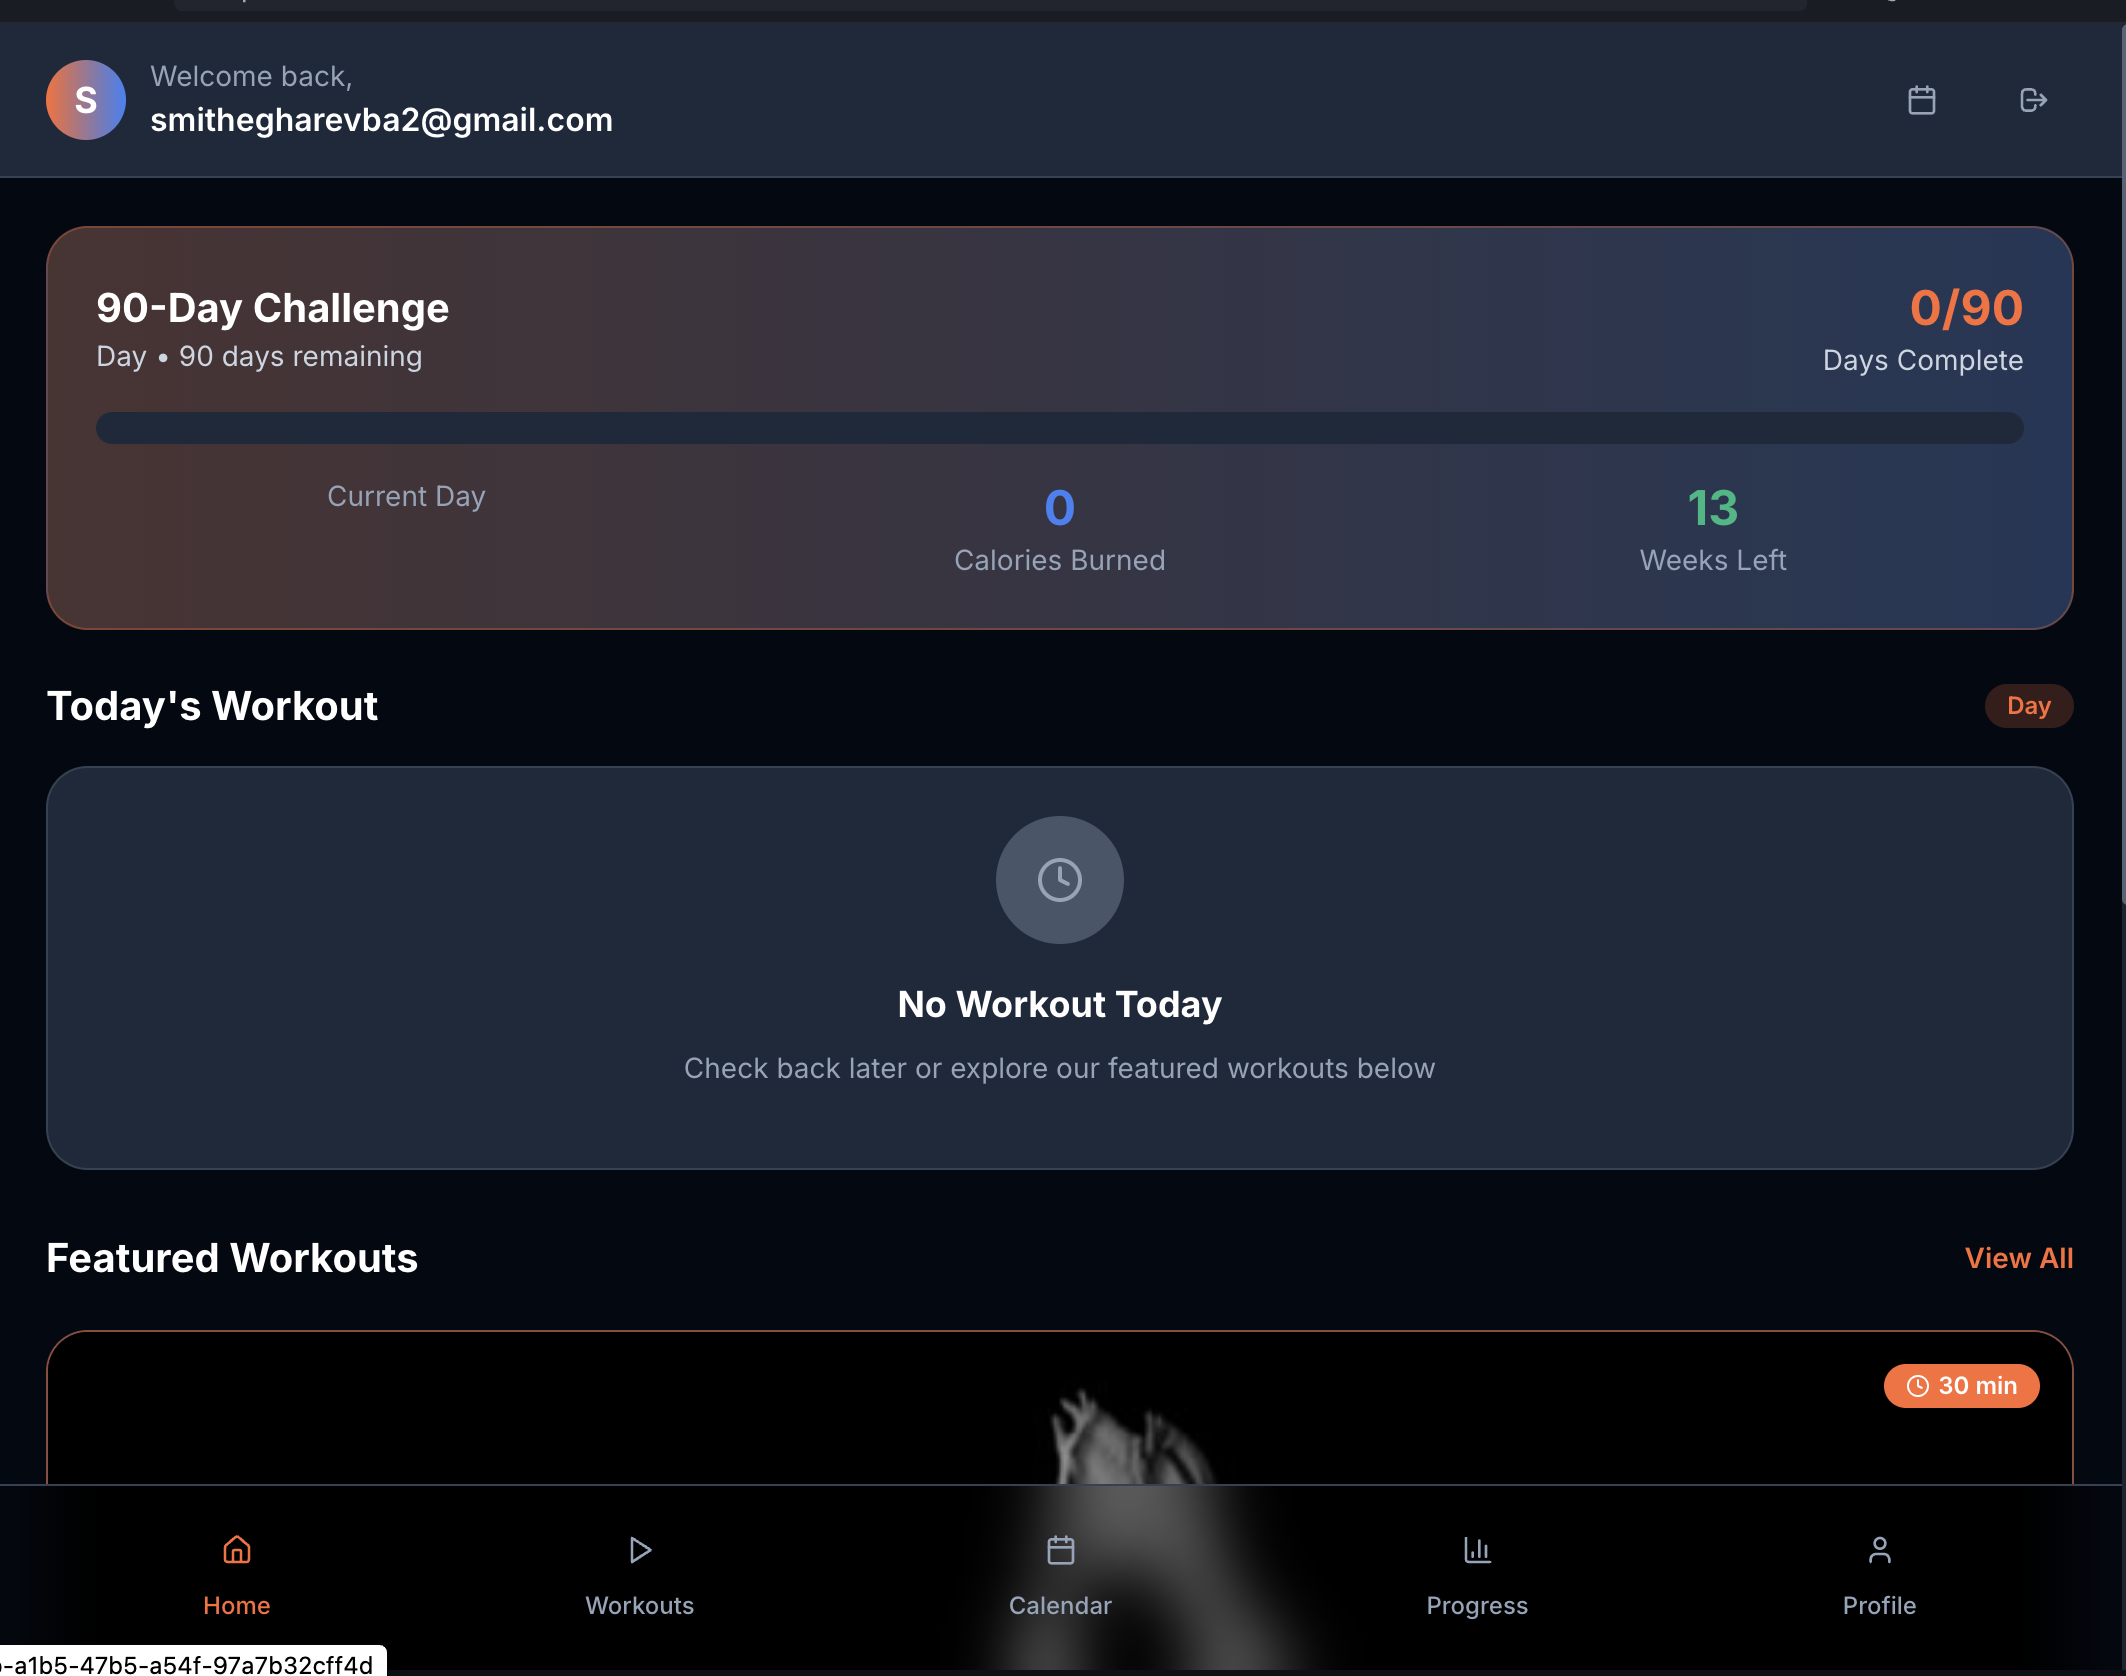 S
Welcome back,
smithegharevba2@gmail.com
90-Day Challenge
Day • 90 days remaining
0/90
Days Complete
Current Day
0
Calories Burned
13
Weeks Left
Today's Workout
Day
No Workout Today
Check back later or explore our featured workouts below
Featured Workouts
View All
30 min
Home
Workouts
Calendar
Progress
Profile
-a1b5-47b5-a54f-97a7b32cff4d